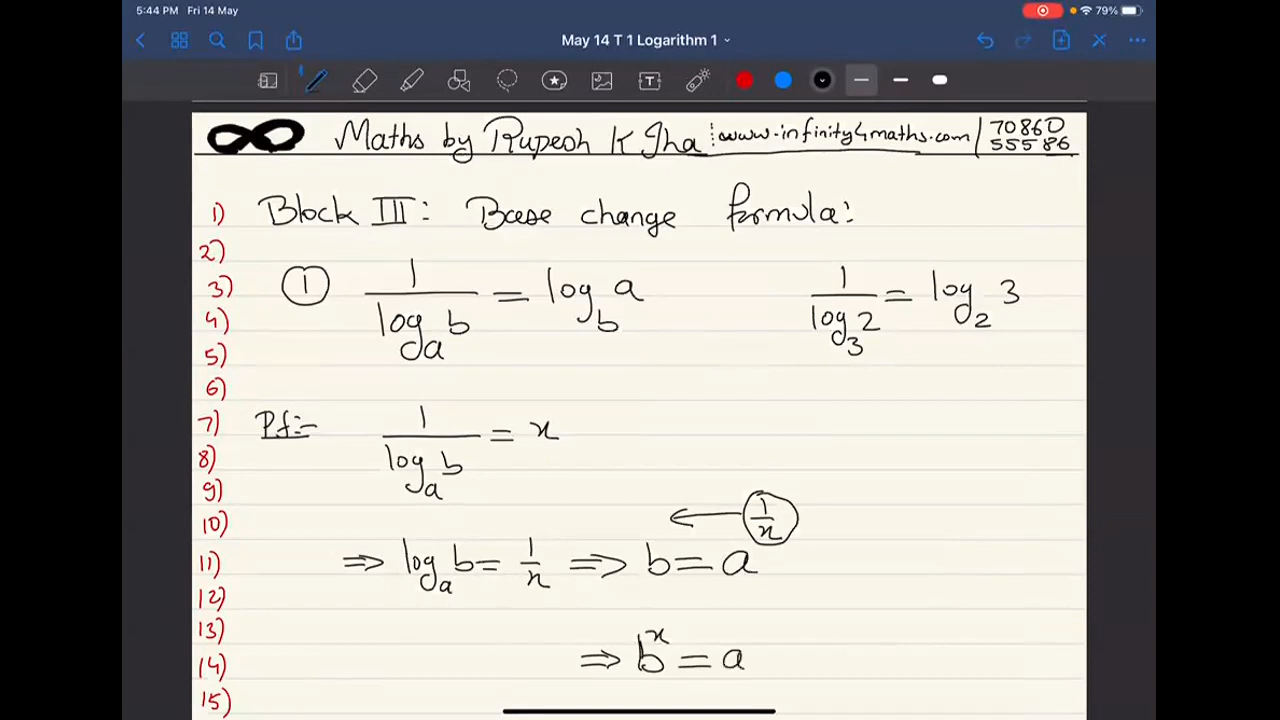 5:44 PM Fri 14 May 79%
May 14 T 1 Logarithm 1
Maths by Rupesh K Jha www.infinity4maths.com / 70860 55586
1) Block III: Base change formula:
2)
3) ① 1/log_a b = log_b a 1/log_3 2 = log_2 3
4)
5)
6)
7) Pf:- 1/log_a b = x
8)
9)
10)
11) ⇒ log_a b = 1/x ⇒ b = a^(1/x)
12)
13)
14) ⇒ b^x = a
15)